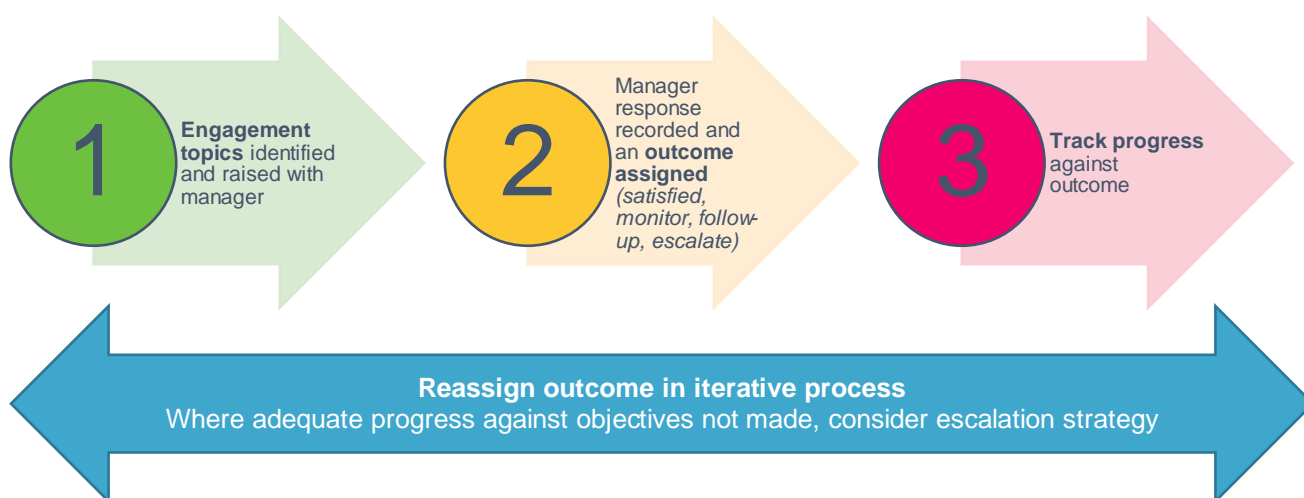 1
Engagement
topics identified
and raised with
manager
2
Manager
response
recorded and
an outcome
assigned
(satisfied,
monitor, follow-
up, escalate)
3
Track progress
against
outcome
Reassign outcome in iterative process
Where adequate progress against objectives not made, consider escalation strategy